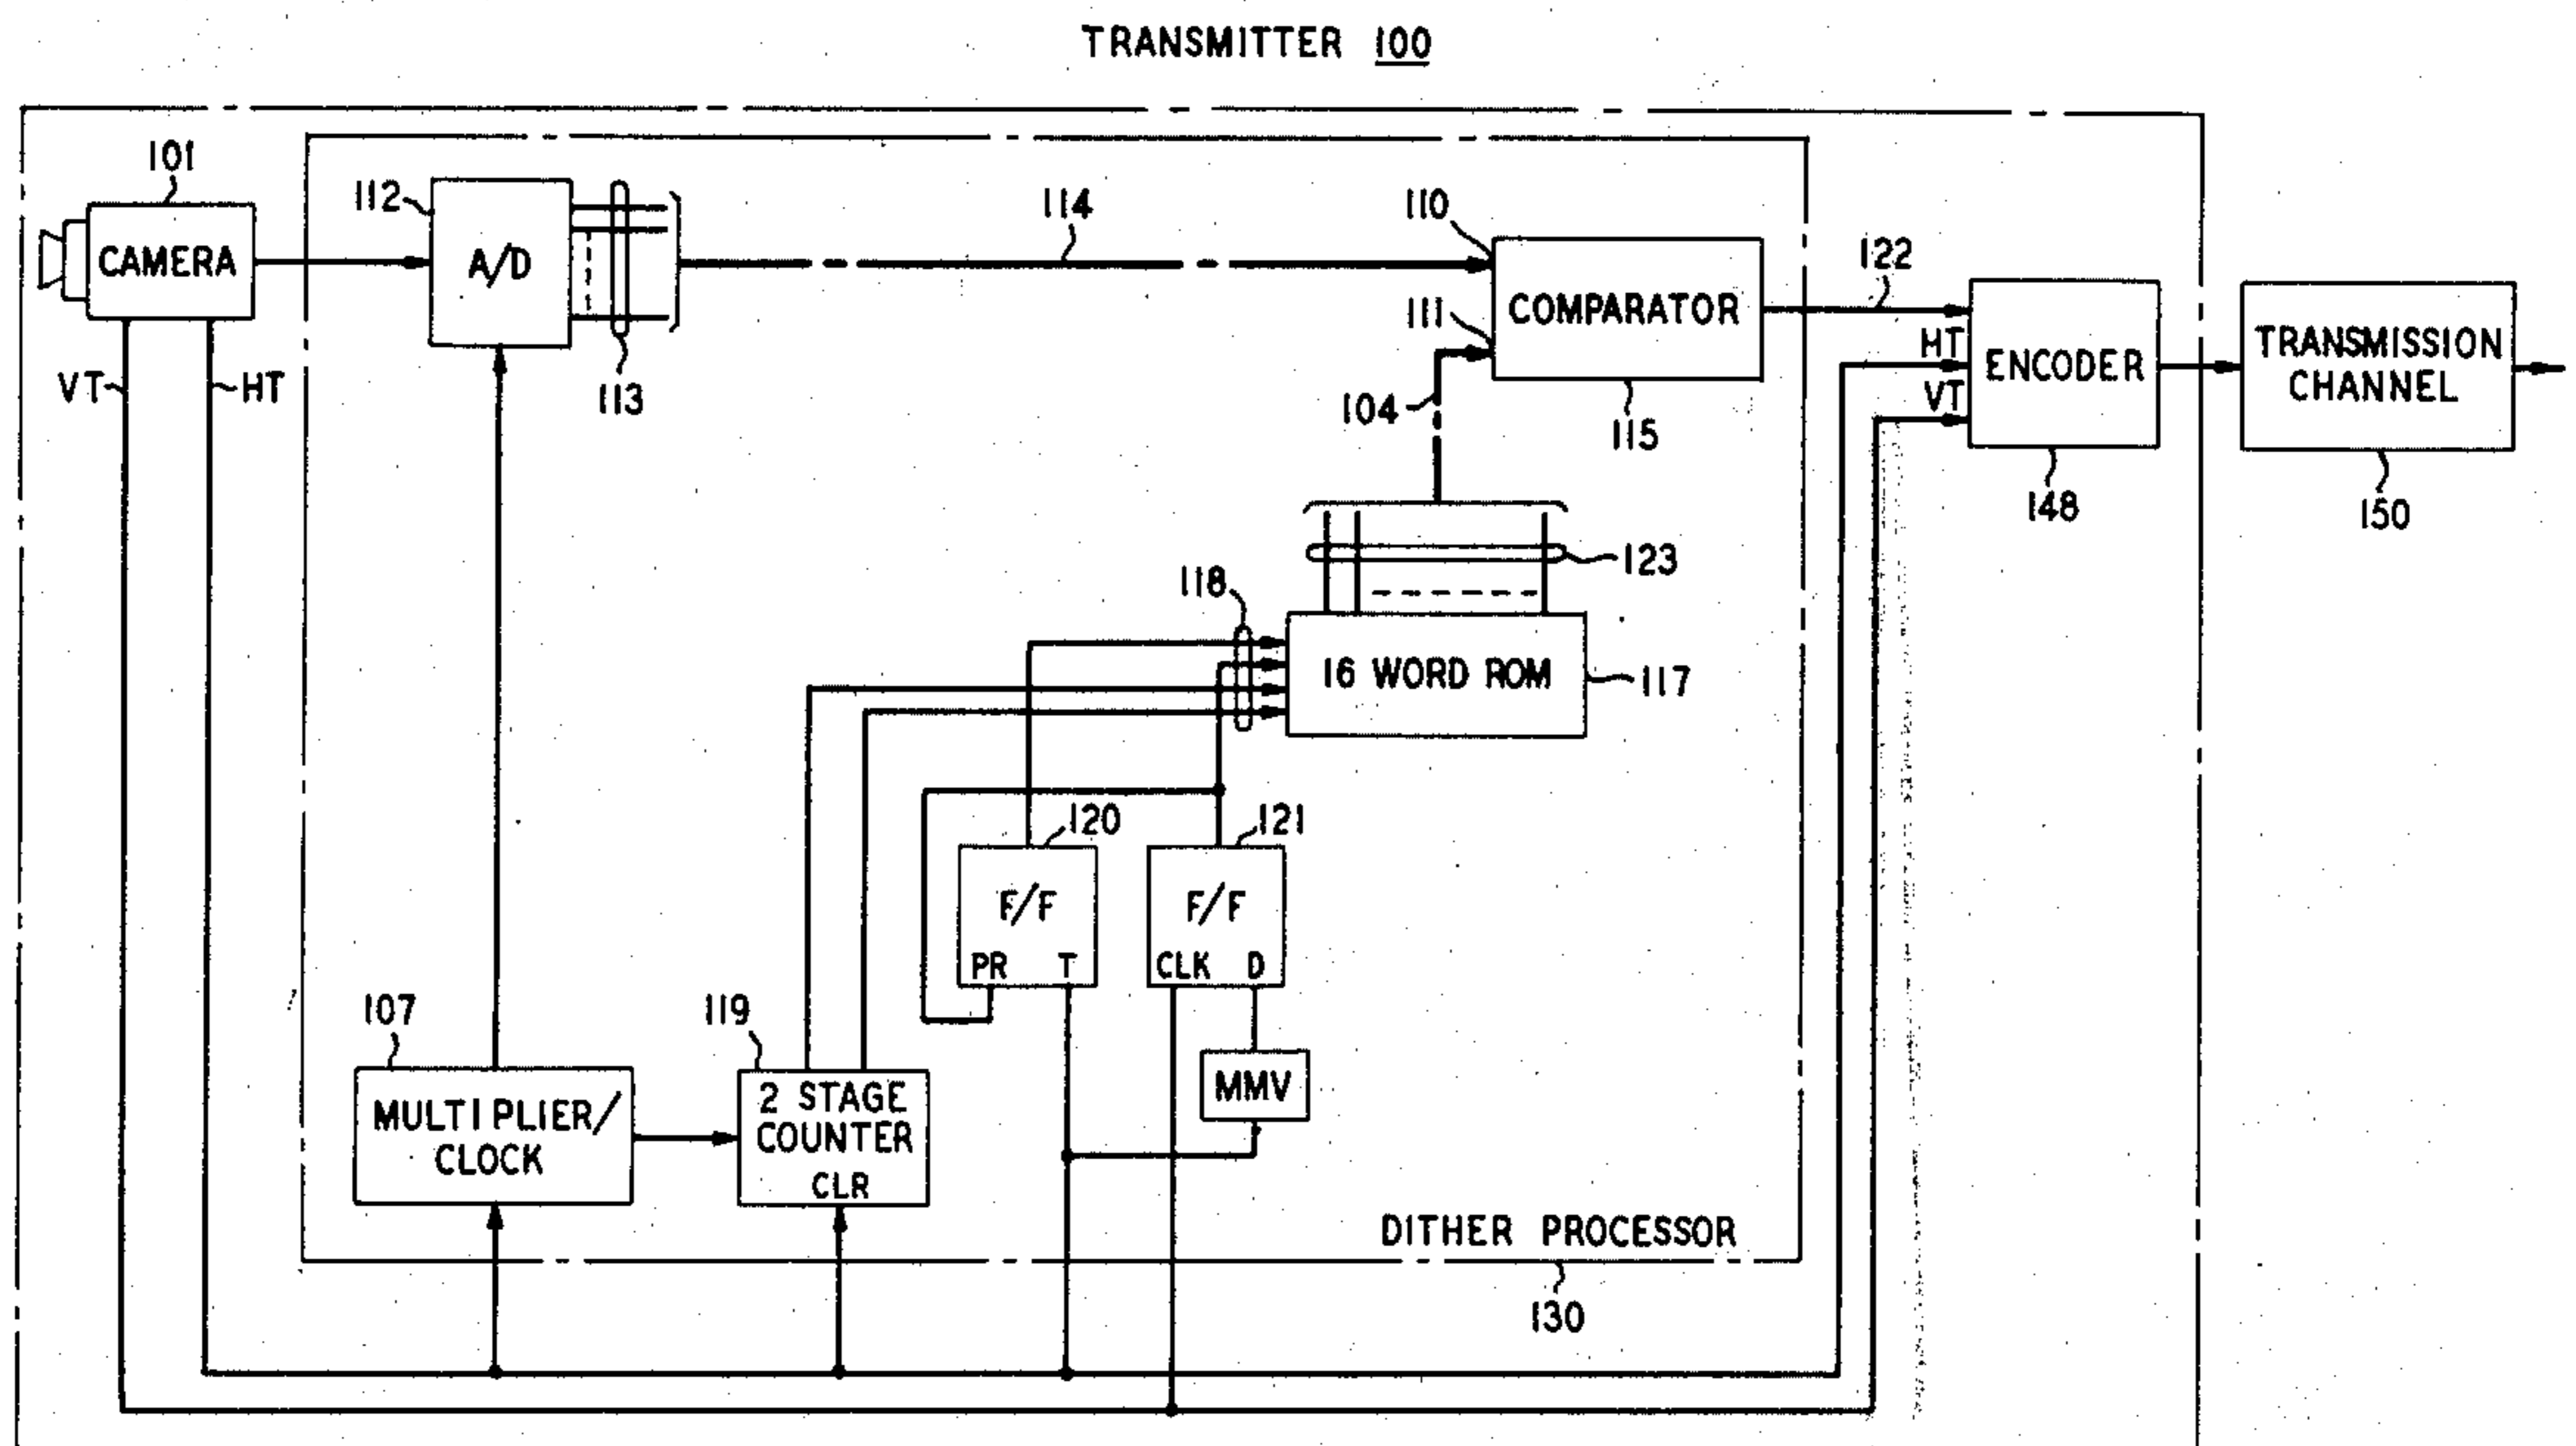 TRANSMITTER 100
101
CAMERA
VT
HT
112
A/D
113
114
110
111
104
COMPARATOR
115
122
HT
VT
ENCODER
148
TRANSMISSION
CHANNEL
150
123
118
16 WORD ROM
117
120
F/F
PR T
121
F/F
CLK D
MMV
107
MULTIPLIER/
CLOCK
119
2 STAGE
COUNTER
CLR
DITHER PROCESSOR
130